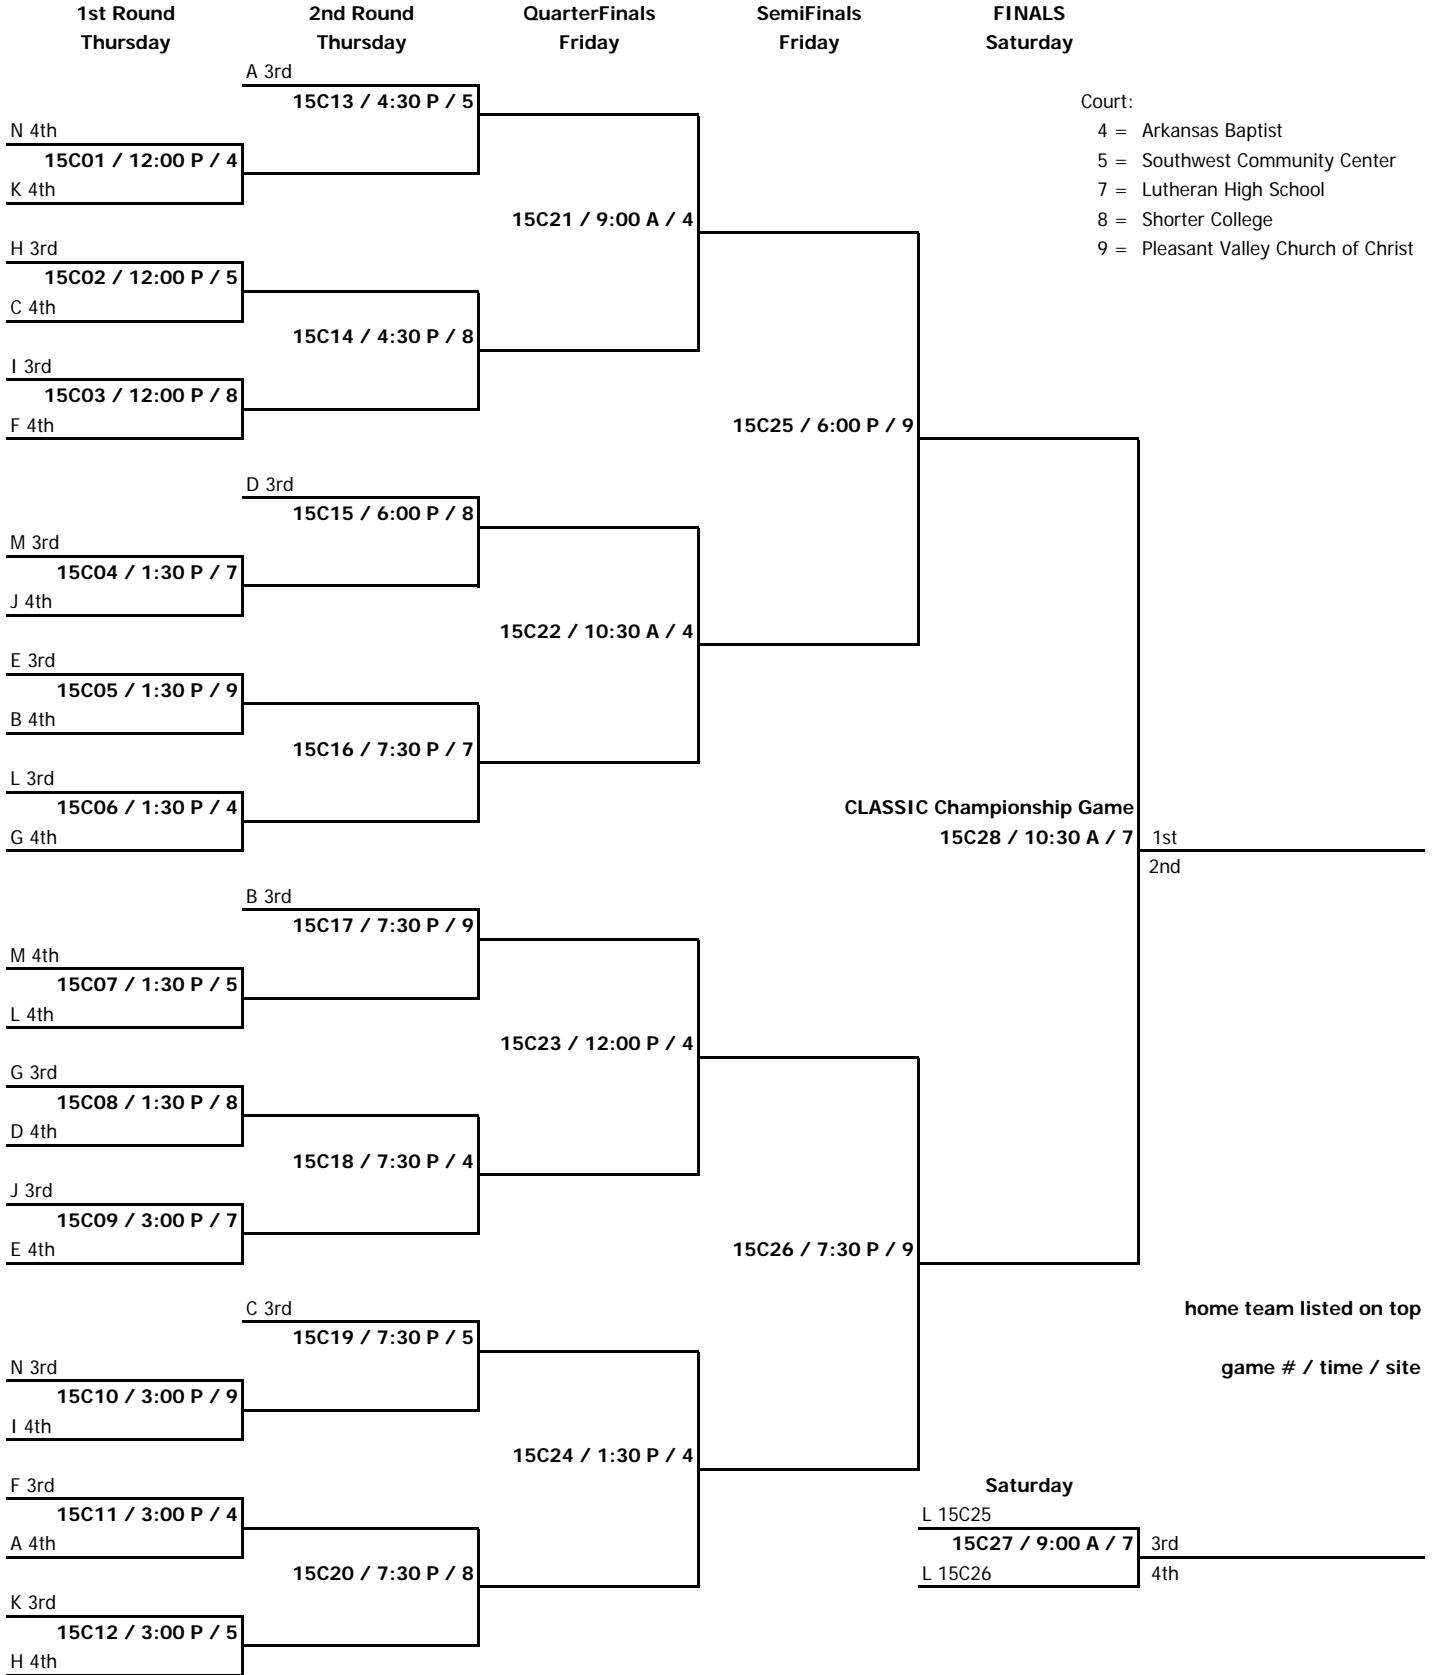 1st Round 2nd Round QuarterFinals SemiFinals FINALS
Thursday Thursday Friday Friday Saturday
A 3rd
15C13 / 4:30 P / 5
Court:
N 4th
4 = Arkansas Baptist
15C01 / 12:00 P / 4
5 = Southwest Community Center
K 4th
7 = Lutheran High School
15C21 / 9:00 A / 4
8 = Shorter College
H 3rd
9 = Pleasant Valley Church of Christ
15C02 / 12:00 P / 5
C 4th
15C14 / 4:30 P / 8
I 3rd
15C03 / 12:00 P / 8
F 4th
15C25 / 6:00 P / 9
D 3rd
15C15 / 6:00 P / 8
M 3rd
15C04 / 1:30 P / 7
J 4th
15C22 / 10:30 A / 4
E 3rd
15C05 / 1:30 P / 9
B 4th
15C16 / 7:30 P / 7
L 3rd
15C06 / 1:30 P / 4
CLASSIC Championship Game
G 4th
15C28 / 10:30 A / 7 1st
2nd
B 3rd
15C17 / 7:30 P / 9
M 4th
15C07 / 1:30 P / 5
L 4th
15C23 / 12:00 P / 4
G 3rd
15C08 / 1:30 P / 8
D 4th
15C18 / 7:30 P / 4
J 3rd
15C09 / 3:00 P / 7
E 4th
15C26 / 7:30 P / 9
C 3rd
home team listed on top
15C19 / 7:30 P / 5
N 3rd
game # / time / site
15C10 / 3:00 P / 9
I 4th
15C24 / 1:30 P / 4
F 3rd
Saturday
15C11 / 3:00 P / 4
L 15C25
A 4th
15C27 / 9:00 A / 7 3rd
15C20 / 7:30 P / 8
L 15C26 4th
K 3rd
15C12 / 3:00 P / 5
H 4th